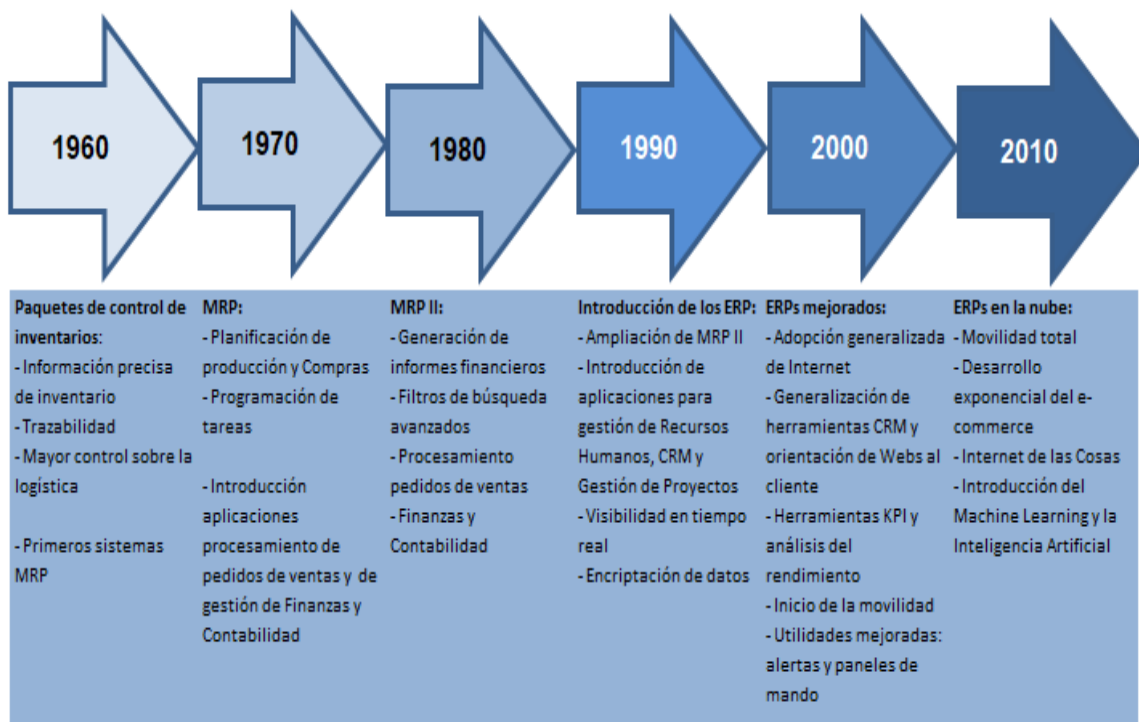 1960
1970
1980
1990
2000
2010
Paquetes de control de
inventarios:
- Información precisa
de inventario
- Trazabilidad
- Mayor control sobre la
logística
- Primeros sistemas
MRP
MRP:
- Planificación de
producción y Compras
- Programación de
tareas
- Introducción
aplicaciones
procesamiento de
pedidos de ventas y de
gestión de Finanzas y
Contabilidad
MRP II:
- Generación de
informes financieros
- Filtros de búsqueda
avanzados
- Procesamiento
pedidos de ventas
- Finanzas y
Contabilidad
Introducción de los ERP:
- Ampliación de MRP II
- Introducción de
aplicaciones para
gestión de Recursos
Humanos, CRM y
Gestión de Proyectos
- Visibilidad en tiempo
real
- Encriptación de datos
ERPs mejorados:
- Adopción generalizada
de Internet
- Generalización de
herramientas CRM y
orientación de Webs al
cliente
- Herramientas KPI y
análisis del
rendimiento
- Inicio de la movilidad
- Utilidades mejoradas:
alertas y paneles de
mando
ERPs en la nube:
- Movilidad total
- Desarrollo
exponencial del e-
commerce
- Internet de las Cosas
- Introducción del
Machine Learning y la
Inteligencia Artificial